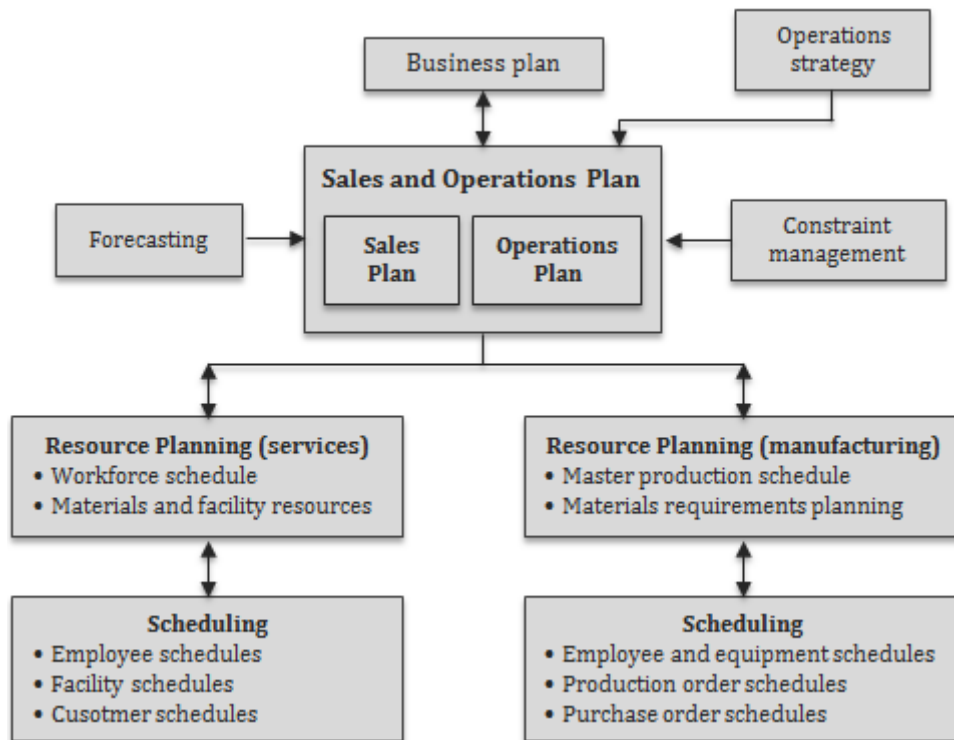 Business plan
Operations
strategy
Sales and Operations Plan
Forecasting
Sales
Plan
Operations
Plan
Constraint
management
Resource Planning (services)
• Workforce schedule
• Materials and facility resources
Resource Planning (manufacturing)
• Master production schedule
• Materials requirements planning
Scheduling
• Employee schedules
• Facility schedules
• Cusotmer schedules
Scheduling
• Employee and equipment schedules
• Production order schedules
• Purchase order schedules